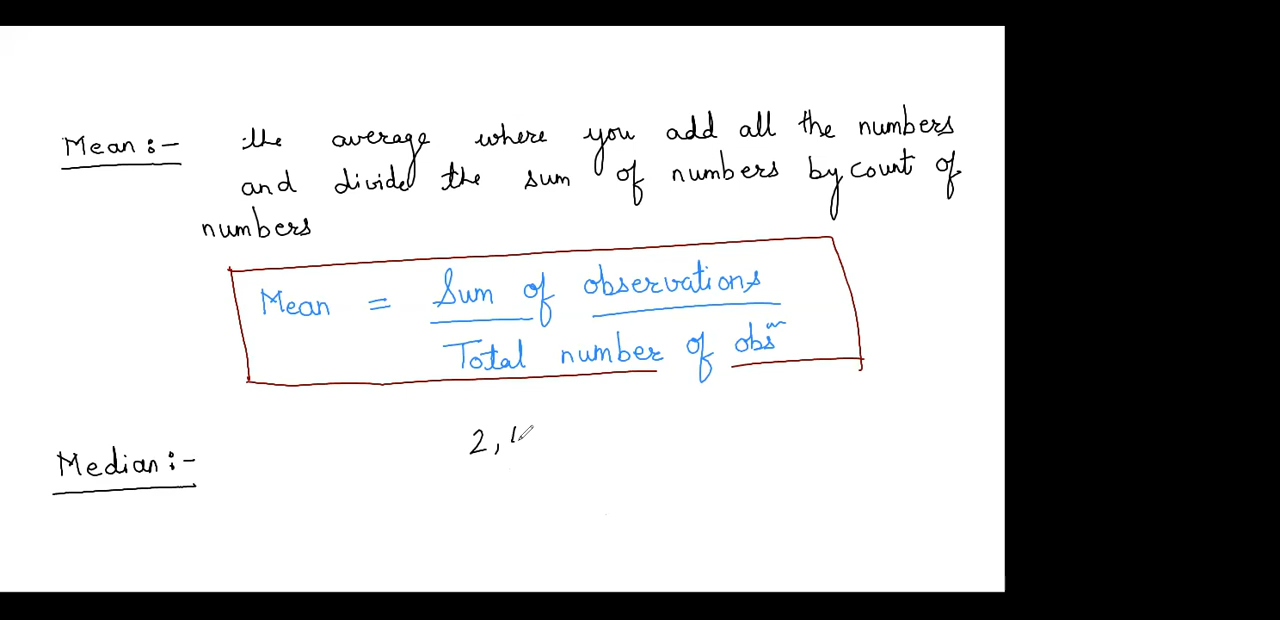 Mean :- the average where you add all the numbers
and divide the sum of numbers by count of
numbers
Mean = Sum of observations
Total number of obsⁿ
2,
Median :-